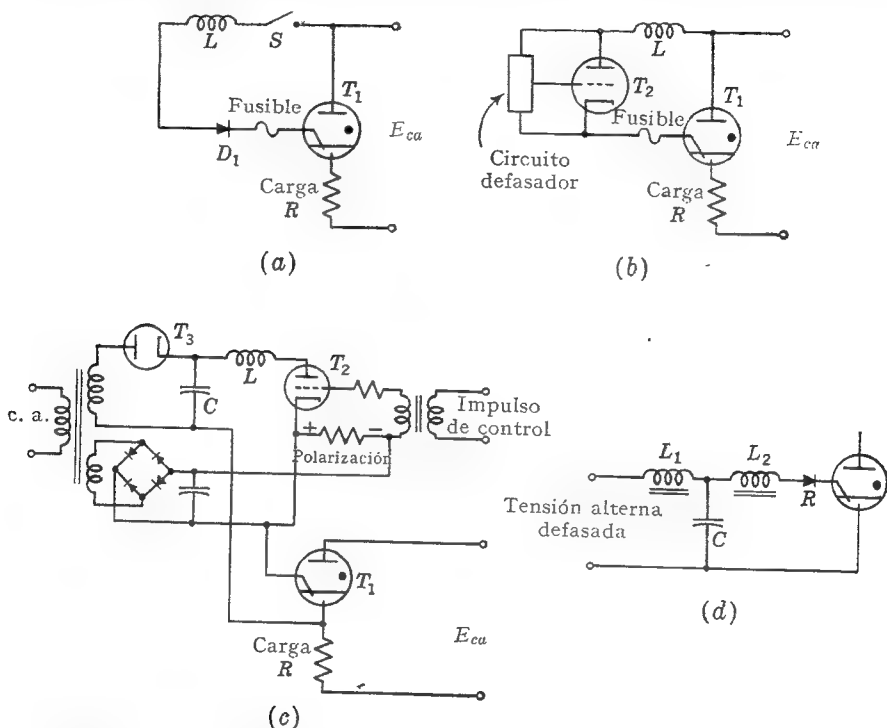 L
S
T1
Fusible
D1
Eca
Carga
R
(a)
L
T2
T1
Fusible
Eca
Circuito
defasador
Carga
R
(b)
T3
L
T2
c. a.
C
Impulso
de control
+
−
Polarización
T1
Carga
R
Eca
(c)
L1
L2
R
Tensión alterna
defasada
C
(d)